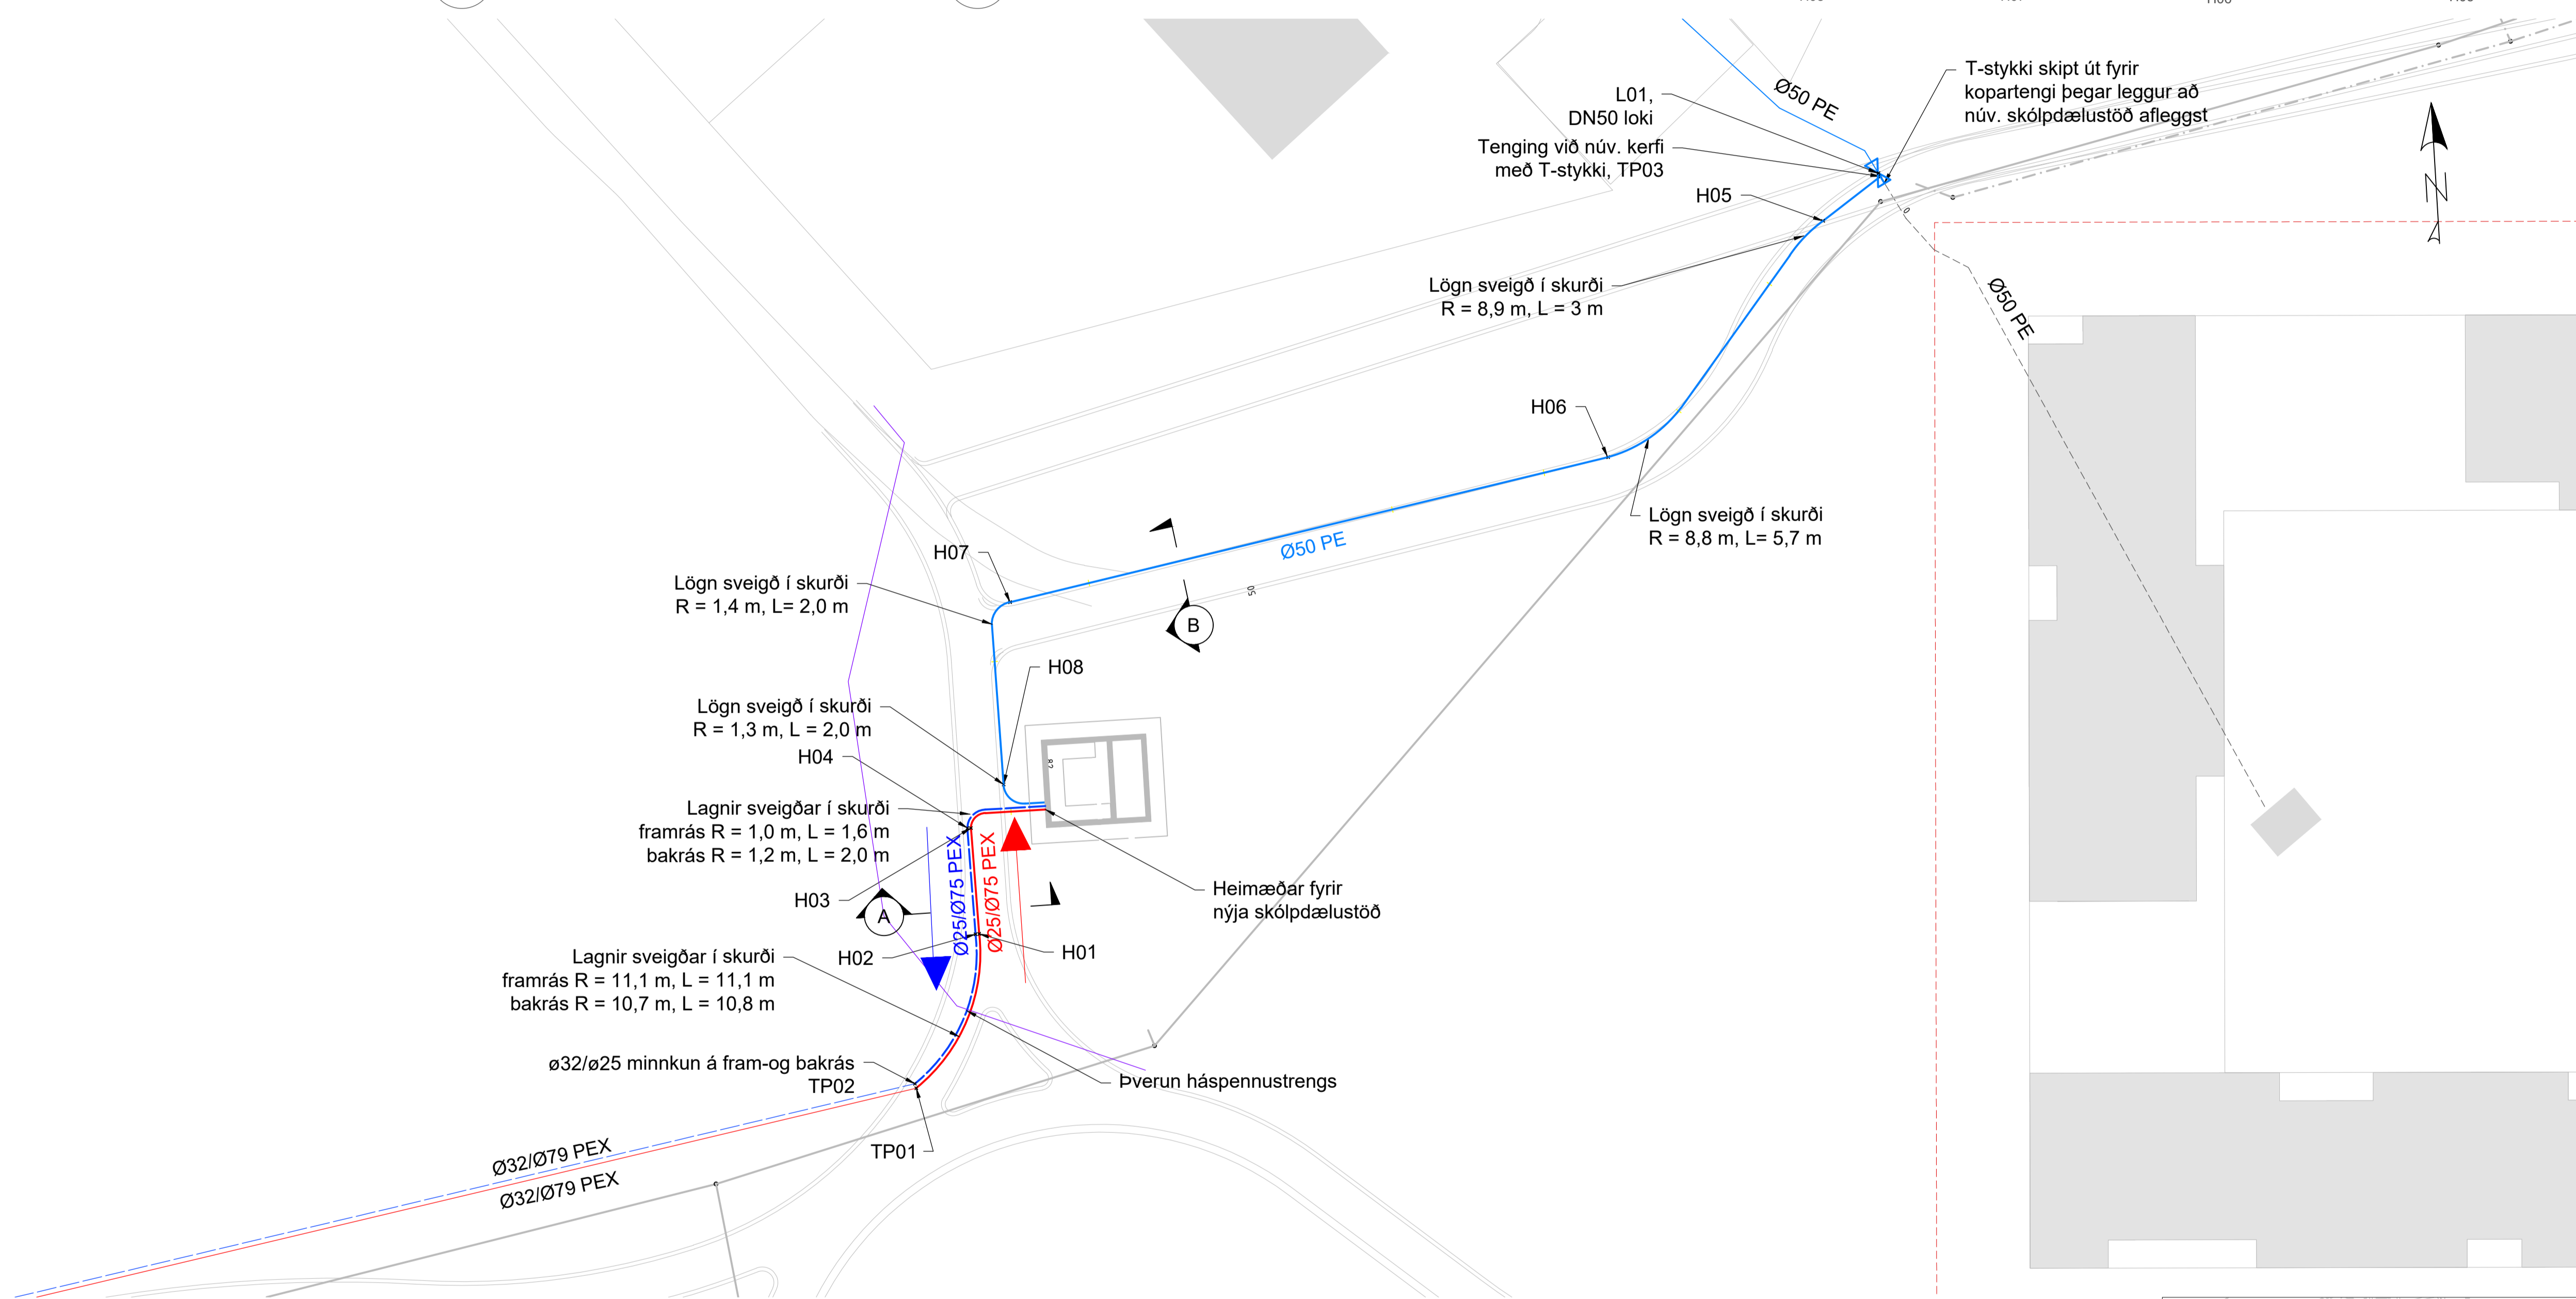 T-stykki skipt út fyrir
kopartengi þegar leggur að
núv. skólpdælustöð afleggst
Ø50 PE
L01,
DN50 loki
Tenging við núv. kerfi
með T-stykki, TP03
H05
N
Lögn sveigð í skurði
R = 8,9 m, L = 3 m
Ø50 PE
H06
Lögn sveigð í skurði
R = 8,8 m, L= 5,7 m
Ø50 PE
H07
Lögn sveigð í skurði
R = 1,4 m, L= 2,0 m
50
B
H08
Lögn sveigð í skurði
R = 1,3 m, L = 2,0 m
H04
Lagnir sveigðar í skurði
framrás R = 1,0 m, L = 1,6 m
bakrás R = 1,2 m, L = 2,0 m
Ø25/Ø75 PEX
Ø25/Ø75 PEX
Heimæðar fyrir
nýja skólpdælustöð
H03
A
H02
H01
Lagnir sveigðar í skurði
framrás R = 11,1 m, L = 11,1 m
bakrás R = 10,7 m, L = 10,8 m
ø32/ø25 minnkun á fram-og bakrás
TP02
Þverun háspennustrengs
TP01
Ø32/Ø79 PEX
Ø32/Ø79 PEX